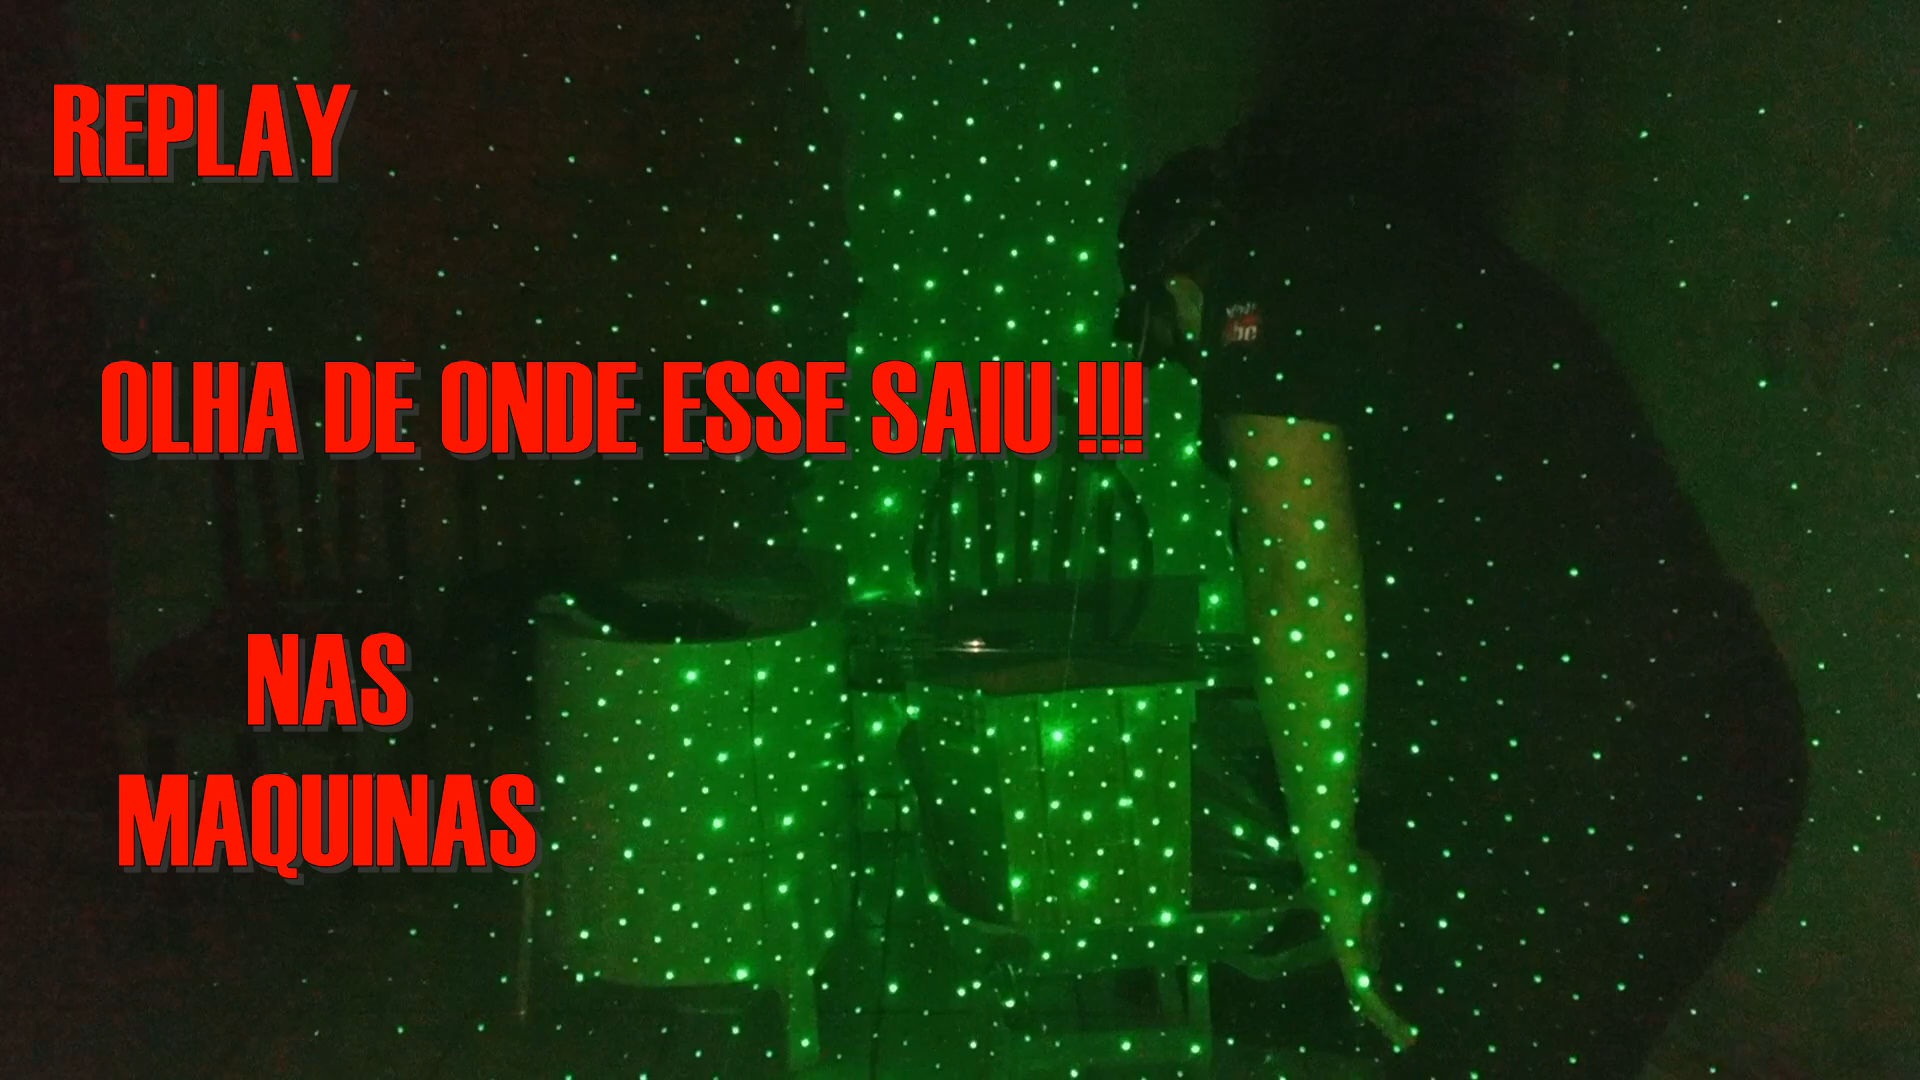 REPLAY
OLHA DE ONDE ESSE SAIU !!!
NAS
MAQUINAS